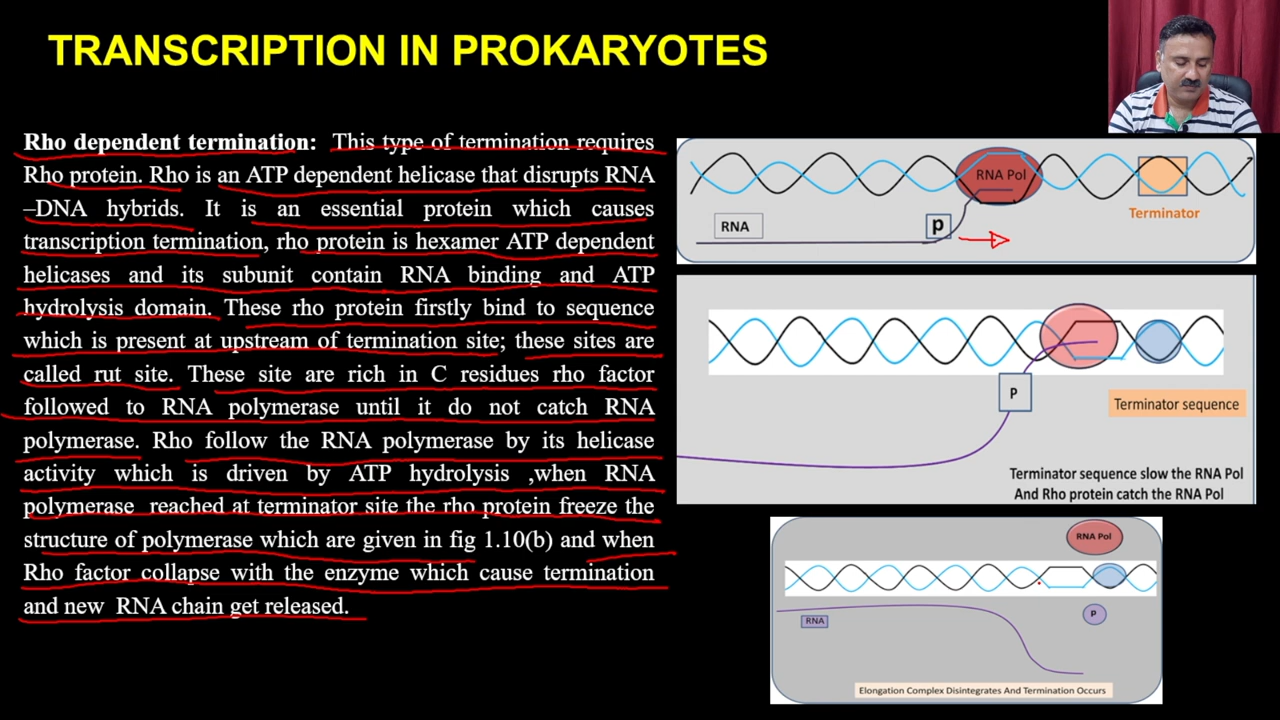 TRANSCRIPTION IN PROKARYOTES
Rho dependent termination: This type of termination requires
Rho protein. Rho is an ATP dependent helicase that disrupts RNA
–DNA hybrids. It is an essential protein which causes
transcription termination, rho protein is hexamer ATP dependent
helicases and its subunit contain RNA binding and ATP
hydrolysis domain. These rho protein firstly bind to sequence
which is present at upstream of termination site; these sites are
called rut site. These site are rich in C residues rho factor
followed to RNA polymerase until it do not catch RNA
polymerase. Rho follow the RNA polymerase by its helicase
activity which is driven by ATP hydrolysis ,when RNA
polymerase reached at terminator site the rho protein freeze the
structure of polymerase which are given in fig 1.10(b) and when
Rho factor collapse with the enzyme which cause termination
and new RNA chain get released.
RNA Pol
Terminator
RNA
p
P
Terminator sequence
Terminator sequence slow the RNA Pol
And Rho protein catch the RNA Pol
RNA Pol
RNA
P
Elongation Complex Disintegrates And Termination Occurs